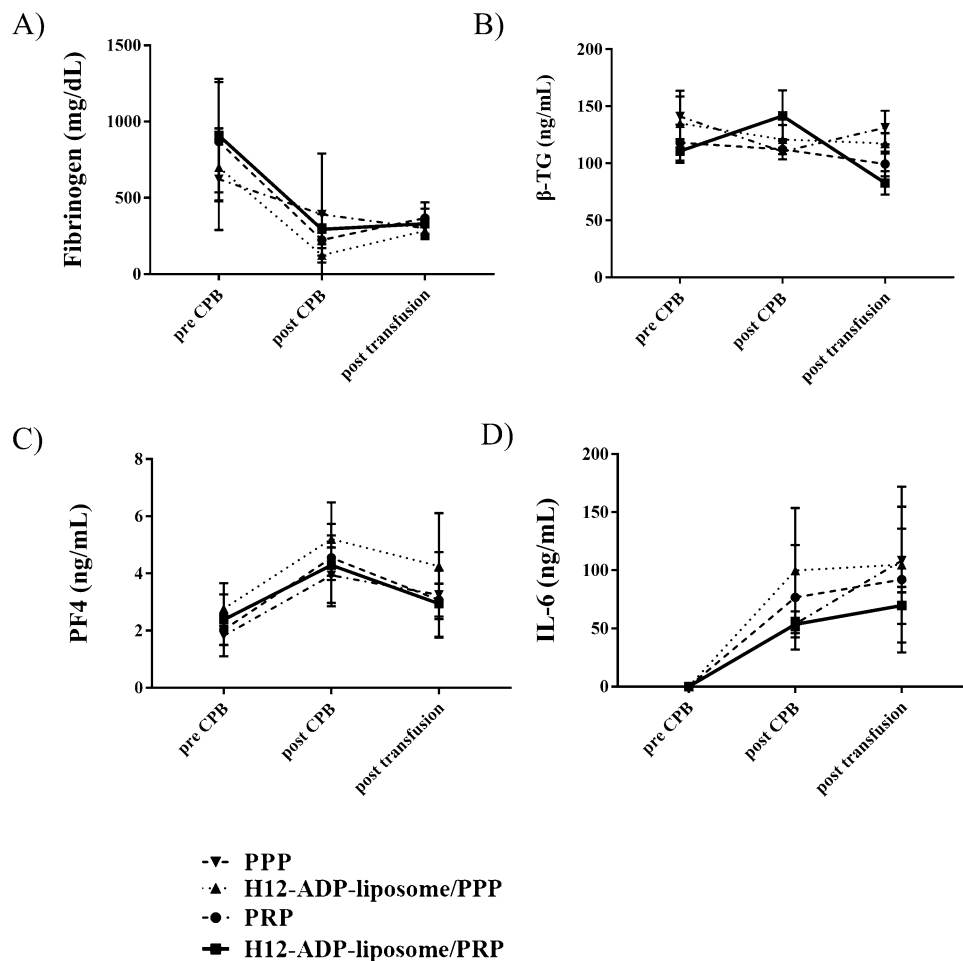 A)
Fibrinogen (mg/dL)
1500
1000
500
0
pre CPB
post CPB
post transfusion
B)
β-TG (ng/mL)
200
150
100
50
0
pre CPB
post CPB
post transfusion
C)
PF4 (ng/mL)
8
6
4
2
0
pre CPB
post CPB
post transfusion
D)
IL-6 (ng/mL)
200
150
100
50
0
pre CPB
post CPB
post transfusion
PPP
H12-ADP-liposome/PPP
PRP
H12-ADP-liposome/PRP